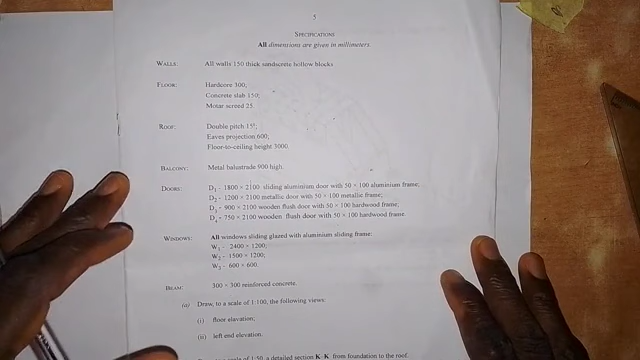 5
SPECIFICATIONS
All dimensions are given in millimeters
WALLS: All walls 150 thick sandscrete hollow blocks
FLOOR: Hardcore 300;
Concrete slab 150;
Motar screed 25.
ROOF: Double pitch 15°;
Eaves projection 600;
Floor-to-ceiling height 3000.
BALCONY: Metal balustrade 900 high.
DOORS: D1 - 1800 × 2100 sliding aluminium door with 50 × 100 aluminium frame;
D2 - 1200 × 2100 metallic door with 50 × 100 metallic frame;
D3 - 900 × 2100 wooden flush door with 50 × 100 hardwood frame;
D4 - 750 × 2100 wooden flush door with 50 × 100 hardwood frame.
WINDOWS: All windows sliding glazed with aluminium sliding frame:
W1 - 2400 × 1200;
W2 - 1500 × 1200;
W3 - 600 × 600.
BEAM: 300 × 300 reinforced concrete.
(a) Draw, to a scale of 1:100, the following views:
(i) floor elevation;
(ii) left end elevation.
scale of 1:50, a detailed section K-K from foundation to the roof.